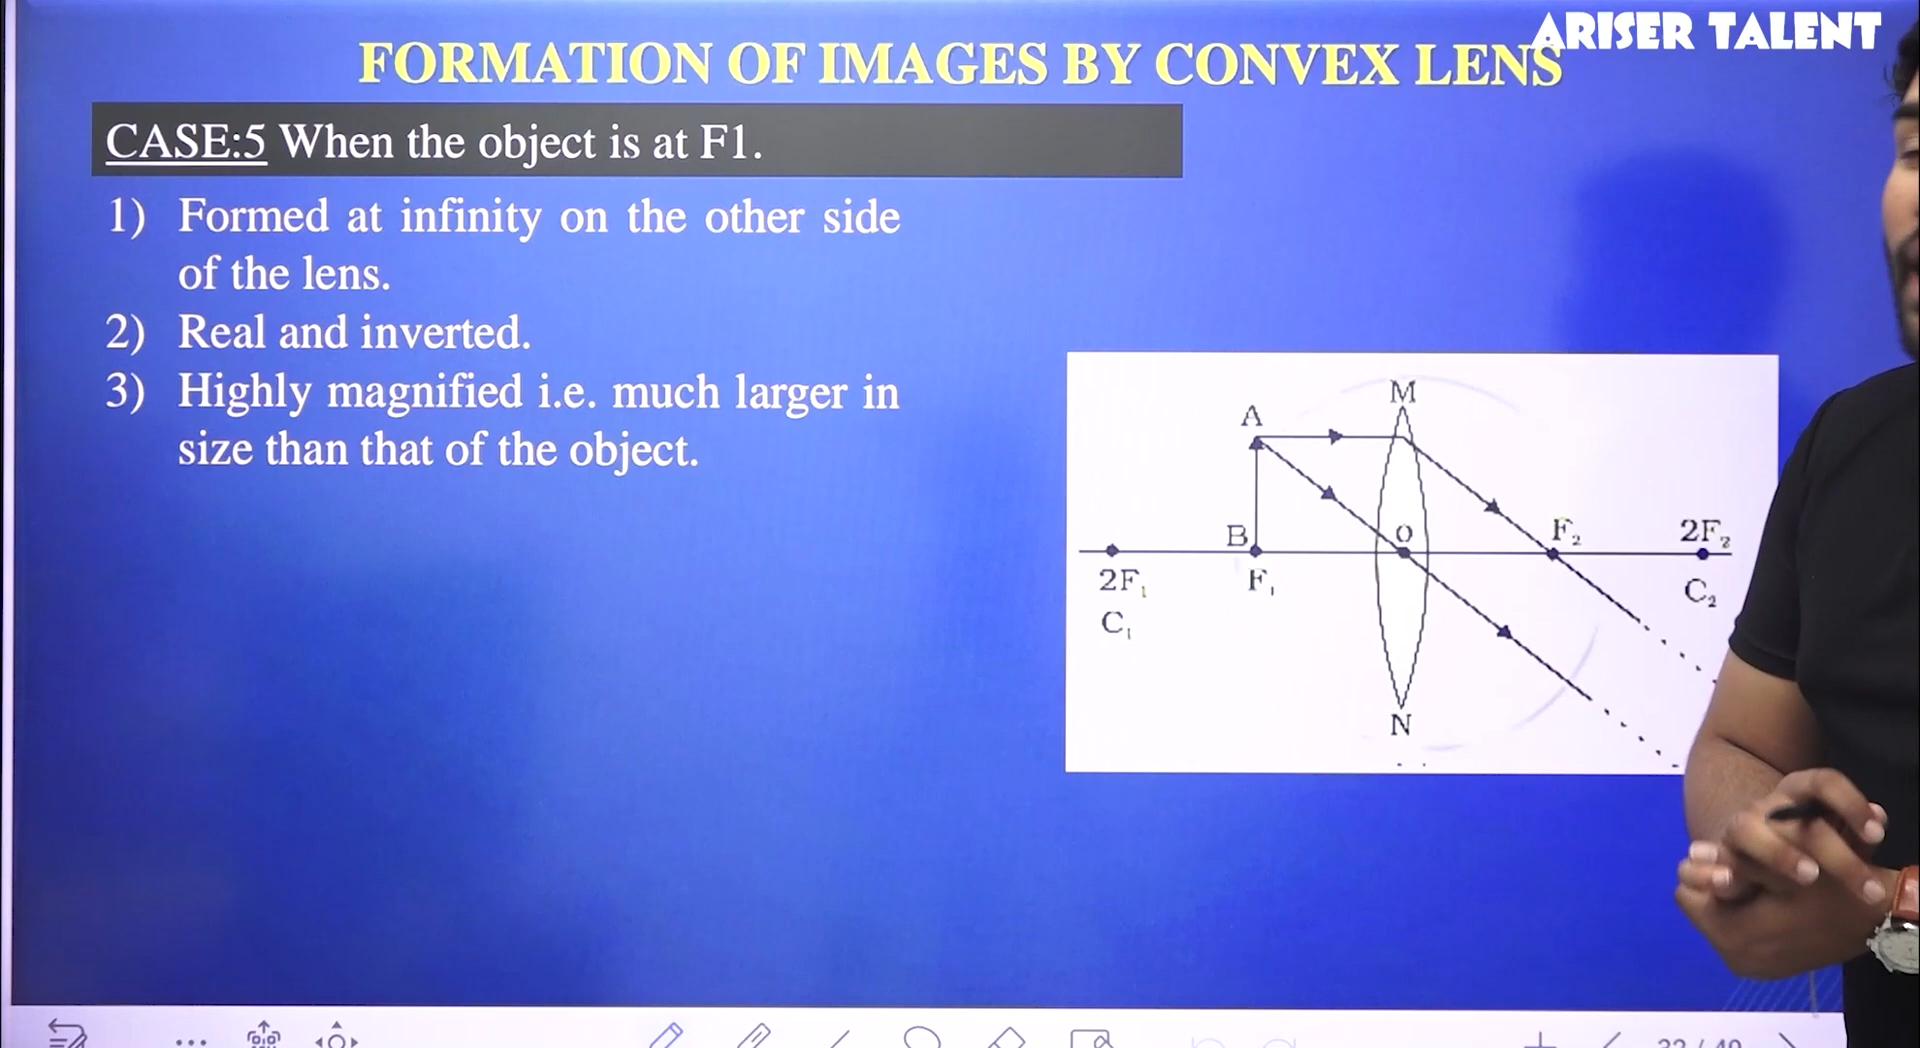 ARISER TALENT
FORMATION OF IMAGES BY CONVEX LENS
CASE:5 When the object is at F1.
1) Formed at infinity on the other side
of the lens.
2) Real and inverted.
3) Highly magnified i.e. much larger in
size than that of the object.
M
A
B
O
F₂
2F₂
2F₁
F₁
C₂
C₁
N